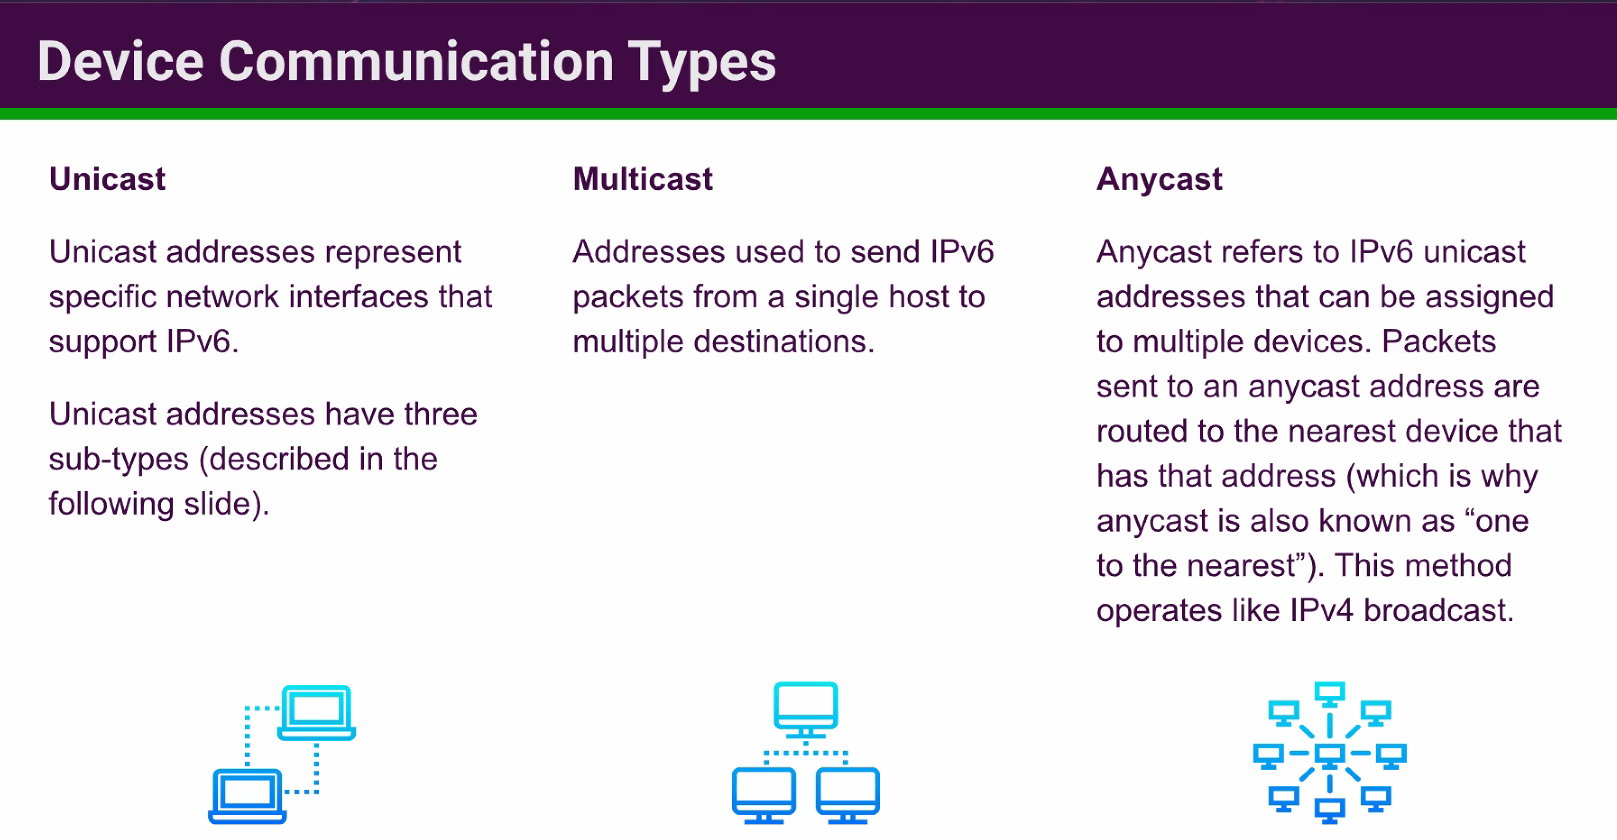 Device Communication Types
Unicast
Unicast addresses represent
specific network interfaces that
support IPv6.
Unicast addresses have three
sub-types (described in the
following slide).
Multicast
Addresses used to send IPv6
packets from a single host to
multiple destinations.
Anycast
Anycast refers to IPv6 unicast
addresses that can be assigned
to multiple devices. Packets
sent to an anycast address are
routed to the nearest device that
has that address (which is why
anycast is also known as “one
to the nearest”). This method
operates like IPv4 broadcast.